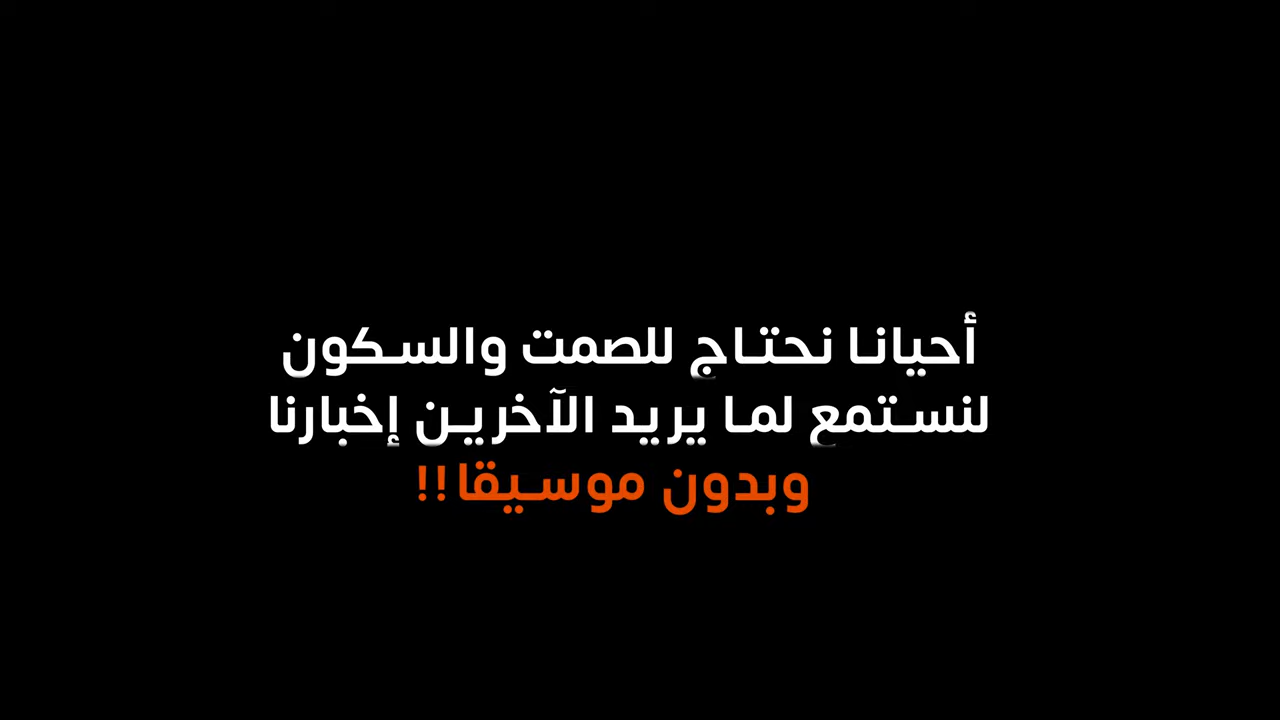 أحيانا نحتاج للصمت والسكون
لنستمع لما يريد الآخرين إخبارنا
وبدون موسيقا!!